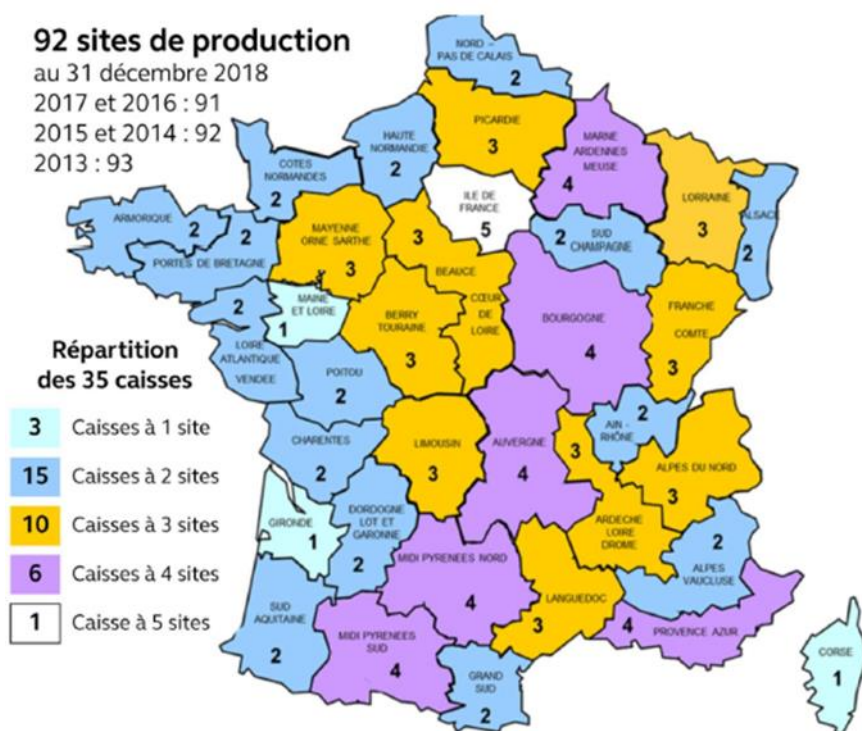 92 sites de production
au 31 décembre 2018
2017 et 2016 : 91
2015 et 2014 : 92
2013 : 93
NORD –
PAS DE CALAIS
2
PICARDIE
3
HAUTE
NORMANDIE
2
MARNE
ARDENNES
MEUSE
4
COTES
NORMANDES
2
ILE DE
FRANCE
5
LORRAINE
3
ALSACE
2
ARMORIQUE
2
2
PORTES DE BRETAGNE
MAYENNE
ORNE SARTHE
3
3
BEAUCE
CŒUR
DE
LOIRE
2
SUD
CHAMPAGNE
2
LOIRE
ATLANTIQUE
VENDEE
MAINE
ET LOIRE
1
BERRY
TOURAINE
3
BOURGOGNE
4
FRANCHE
COMTE
3
POITOU
2
CHARENTES
2
LIMOUSIN
3
AUVERGNE
4
3
ARDECHE
LOIRE
DROME
2
AIN -
RHÔNE
ALPES DU NORD
3
GIRONDE
1
DORDOGNE
LOT ET
GARONNE
2
2
ALPES
VAUCLUSE
MIDI PYRENEES NORD
4
LANGUEDOC
3
4
PROVENCE AZUR
SUD
AQUITAINE
2
MIDI PYRENEES
SUD
4
GRAND
SUD
2
CORSE
1
Répartition
des 35 caisses
3 Caisses à 1 site
15 Caisses à 2 sites
10 Caisses à 3 sites
6 Caisses à 4 sites
1 Caisse à 5 sites